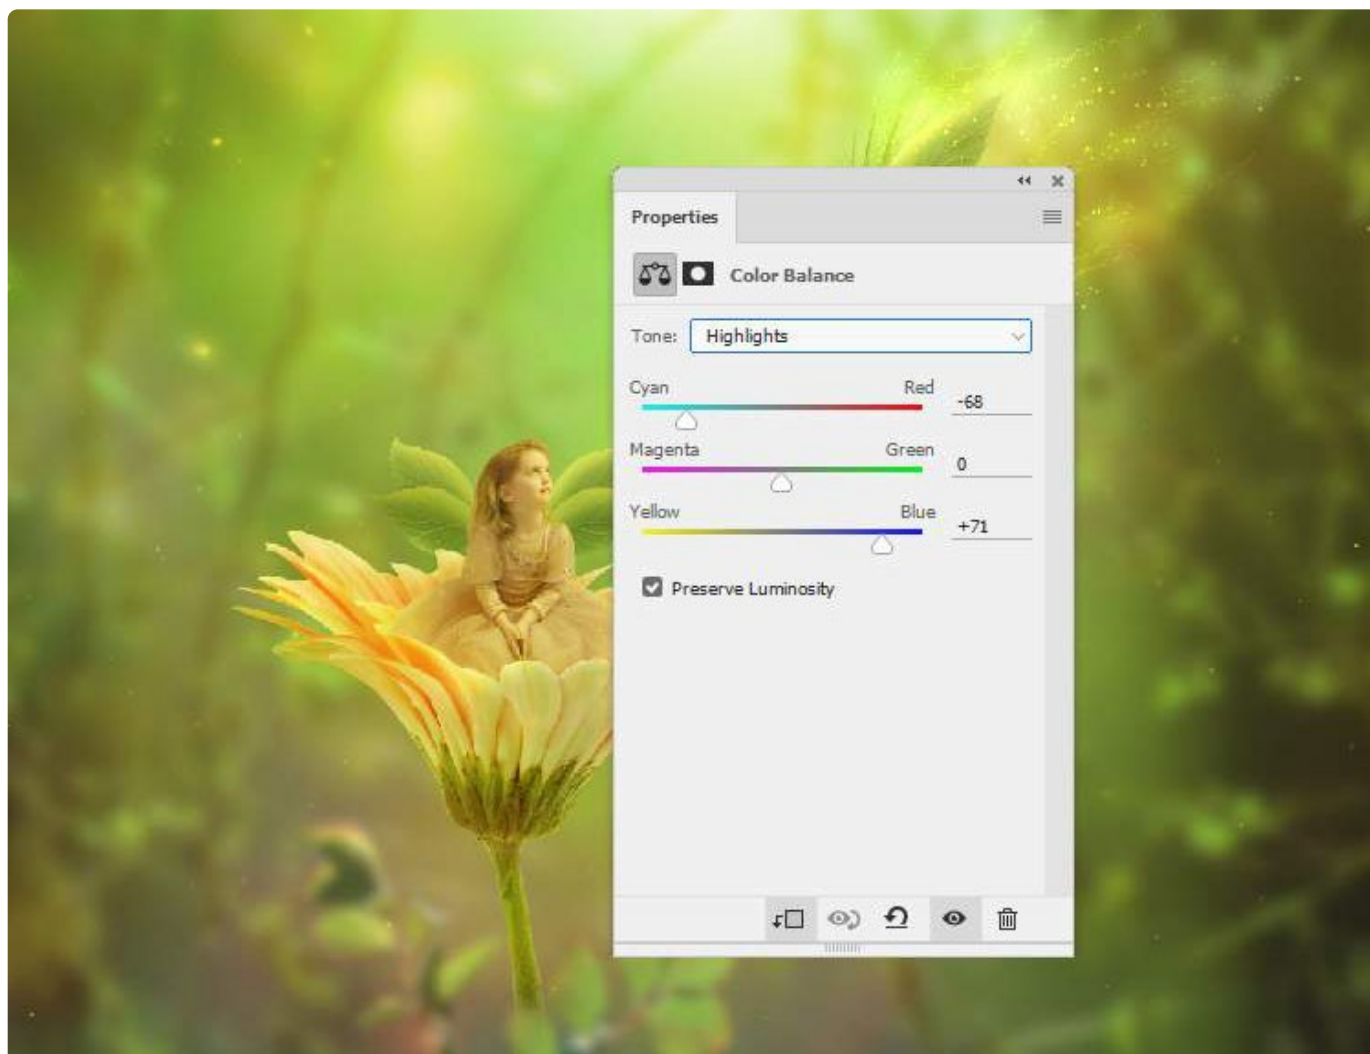 Properties
Color Balance
Tone: Highlights
Cyan Red -68
Magenta Green 0
Yellow Blue +71
Preserve Luminosity